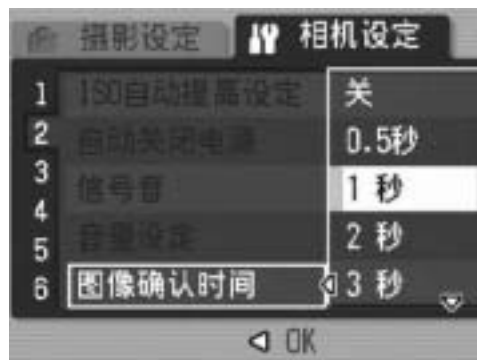 摄影设定 相机设定
1 ISO自动提高设定 关
2 自动关闭电源 0.5秒
3 信号音 1 秒
4
5 音量设定 2 秒
6 图像确认时间 3 秒
OK